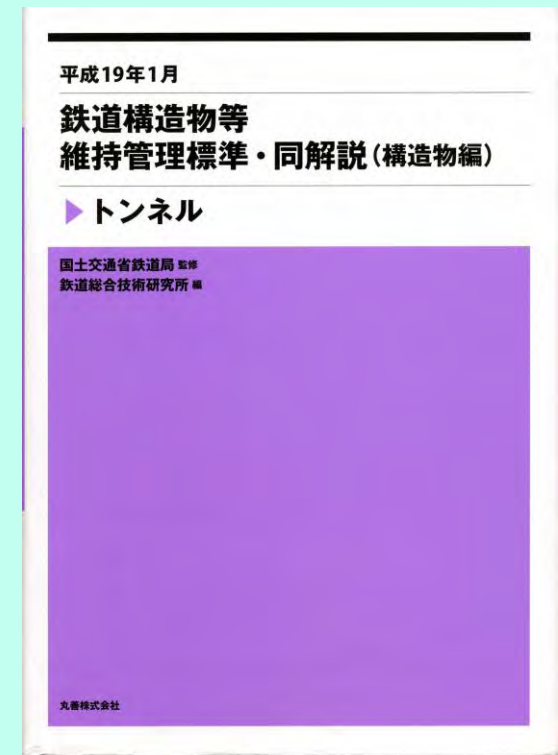 平成19年1月
鉄道構造物等
維持管理標準・同解説(構造物編)
▶トンネル
国土交通省鉄道局 監修
鉄道総合技術研究所 編
丸善株式会社